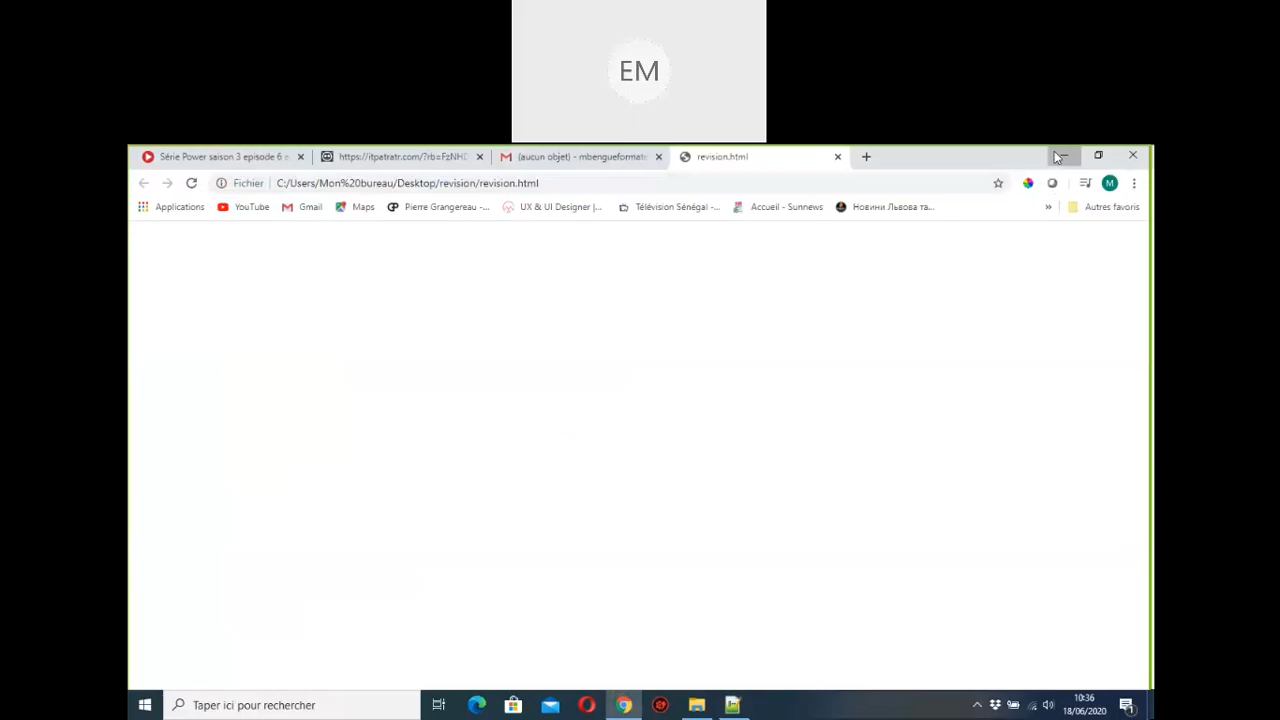 EM
Série Power saison 3 episode 6 e
https://itpatratr.com/?rb=FzNHD
(aucun objet) - mbengueformate
revision.html
Fichier
C:/Users/Mon%20bureau/Desktop/revision/revision.html
M
Applications
YouTube
Gmail
Maps
Pierre Grangereau -...
UX & UI Designer |...
Télévision Sénégal -...
Accueil - Sunnews
Новини Львова та...
»
Autres favoris
Taper ici pour rechercher
10:36
18/06/2020